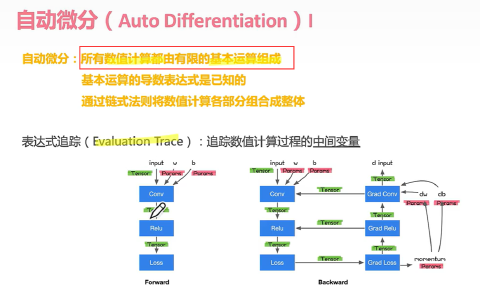 自动微分（Auto Differentiation）I
自动微分：所有数值计算都由有限的基本运算组成
基本运算的导数表达式是已知的
通过链式法则将数值计算各部分组合成整体
表达式追踪（Evaluation Trace）：追踪数值计算过程的中间变量
input w b
Tensor Params Params
Conv
Tensor
Relu
Tensor
Loss
Forward
input w b d input
Tensor Params Params Tensor
Conv Tensor Grad Conv dw db
Tensor Tensor Params Params
Relu Tensor Grad Relu
Tensor Tensor momentum
Loss Tensor Grad Loss Params
Backward